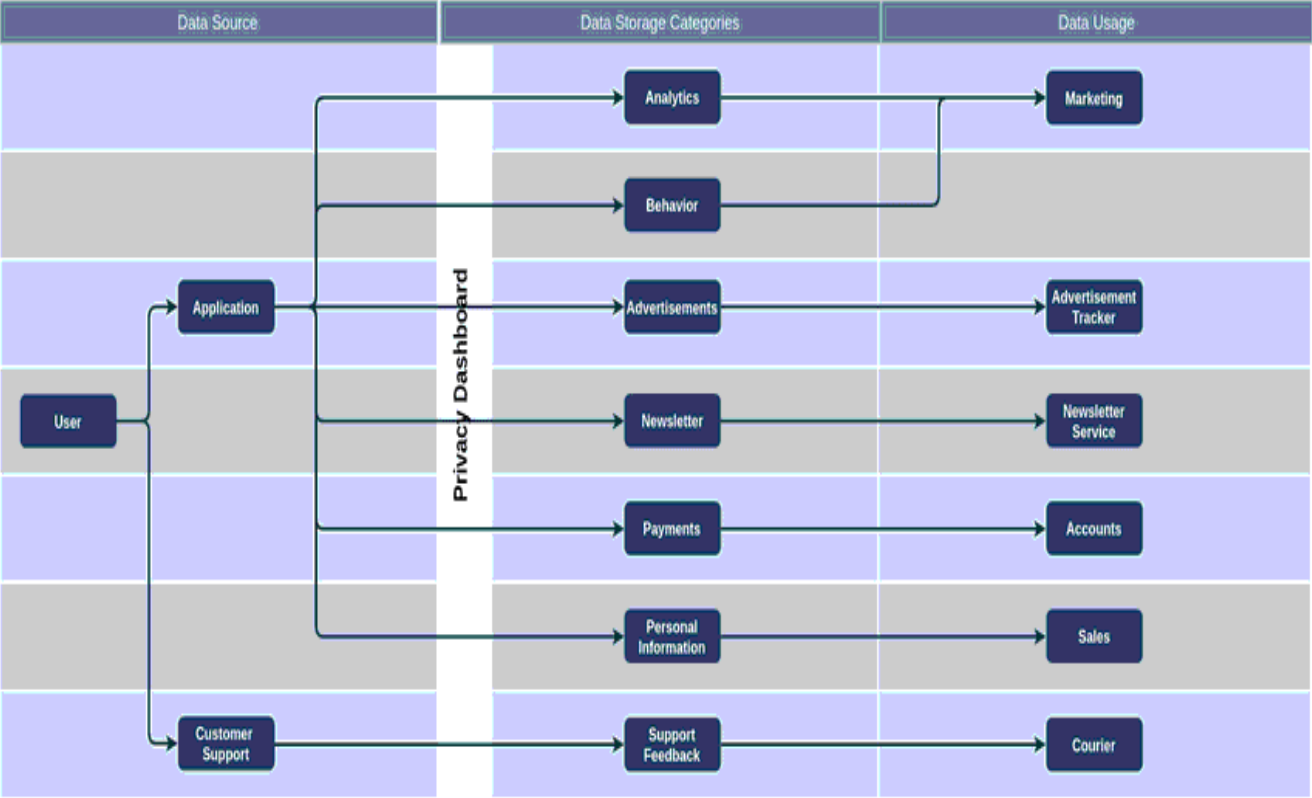 Data Source
Data Storage Categories
Data Usage
Analytics
Marketing
Behavior
Application
Advertisements
Advertisement
Tracker
Privacy Dashboard
User
Newsletter
Newsletter
Service
Payments
Accounts
Personal
Information
Sales
Customer
Support
Support
Feedback
Courier